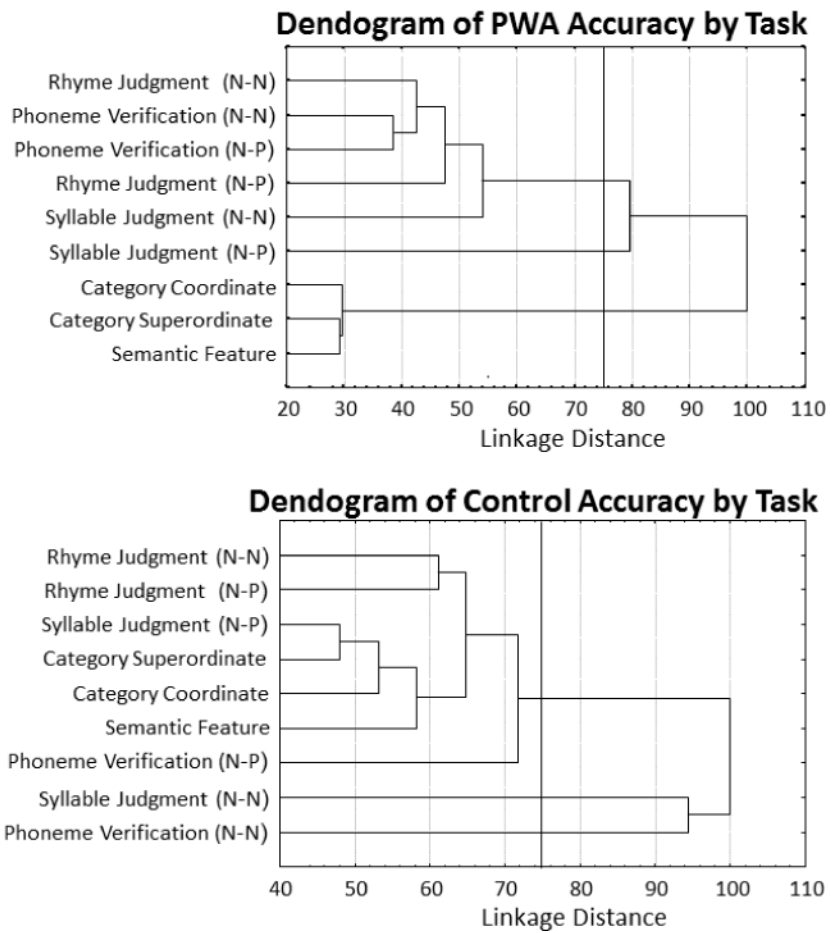 Dendogram of PWA Accuracy by Task
Rhyme Judgment (N-N)
Phoneme Verification (N-N)
Phoneme Verification (N-P)
Rhyme Judgment (N-P)
Syllable Judgment (N-N)
Syllable Judgment (N-P)
Category Coordinate
Category Superordinate
Semantic Feature
20 30 40 50 60 70 80 90 100 110
Linkage Distance
Dendogram of Control Accuracy by Task
Rhyme Judgment (N-N)
Rhyme Judgment (N-P)
Syllable Judgment (N-P)
Category Superordinate
Category Coordinate
Semantic Feature
Phoneme Verification (N-P)
Syllable Judgment (N-N)
Phoneme Verification (N-N)
40 50 60 70 80 90 100 110
Linkage Distance